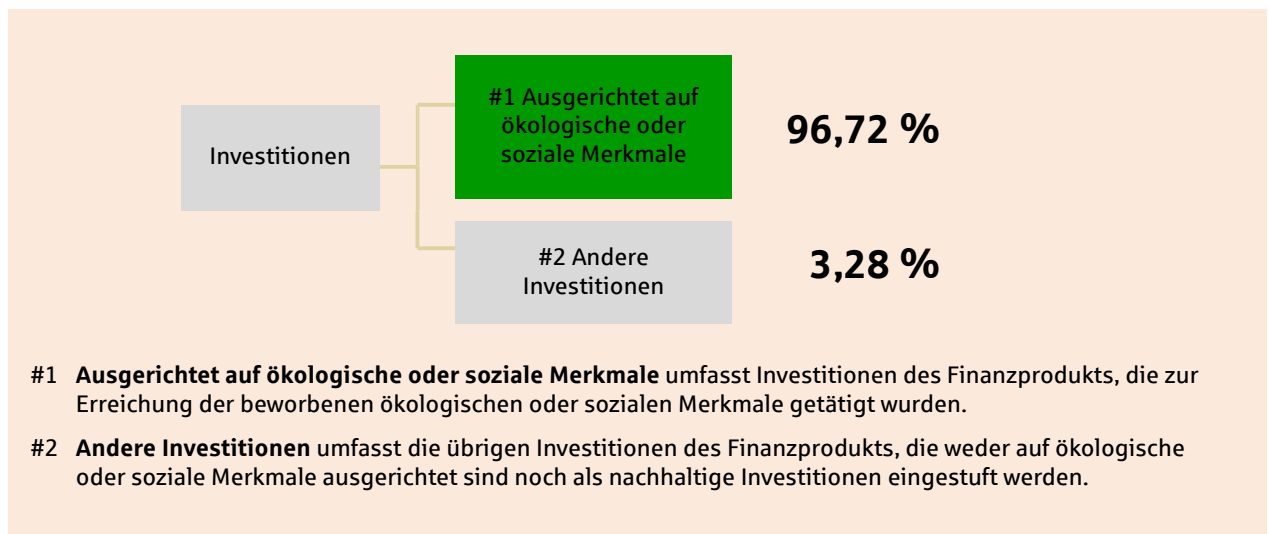 #1 Ausgerichtet auf
ökologische oder
soziale Merkmale
96,72 %
Investitionen
#2 Andere
Investitionen
3,28 %
#1 Ausgerichtet auf ökologische oder soziale Merkmale umfasst Investitionen des Finanzprodukts, die zur
Erreichung der beworbenen ökologischen oder sozialen Merkmale getätigt wurden.
#2 Andere Investitionen umfasst die übrigen Investitionen des Finanzprodukts, die weder auf ökologische
oder soziale Merkmale ausgerichtet sind noch als nachhaltige Investitionen eingestuft werden.